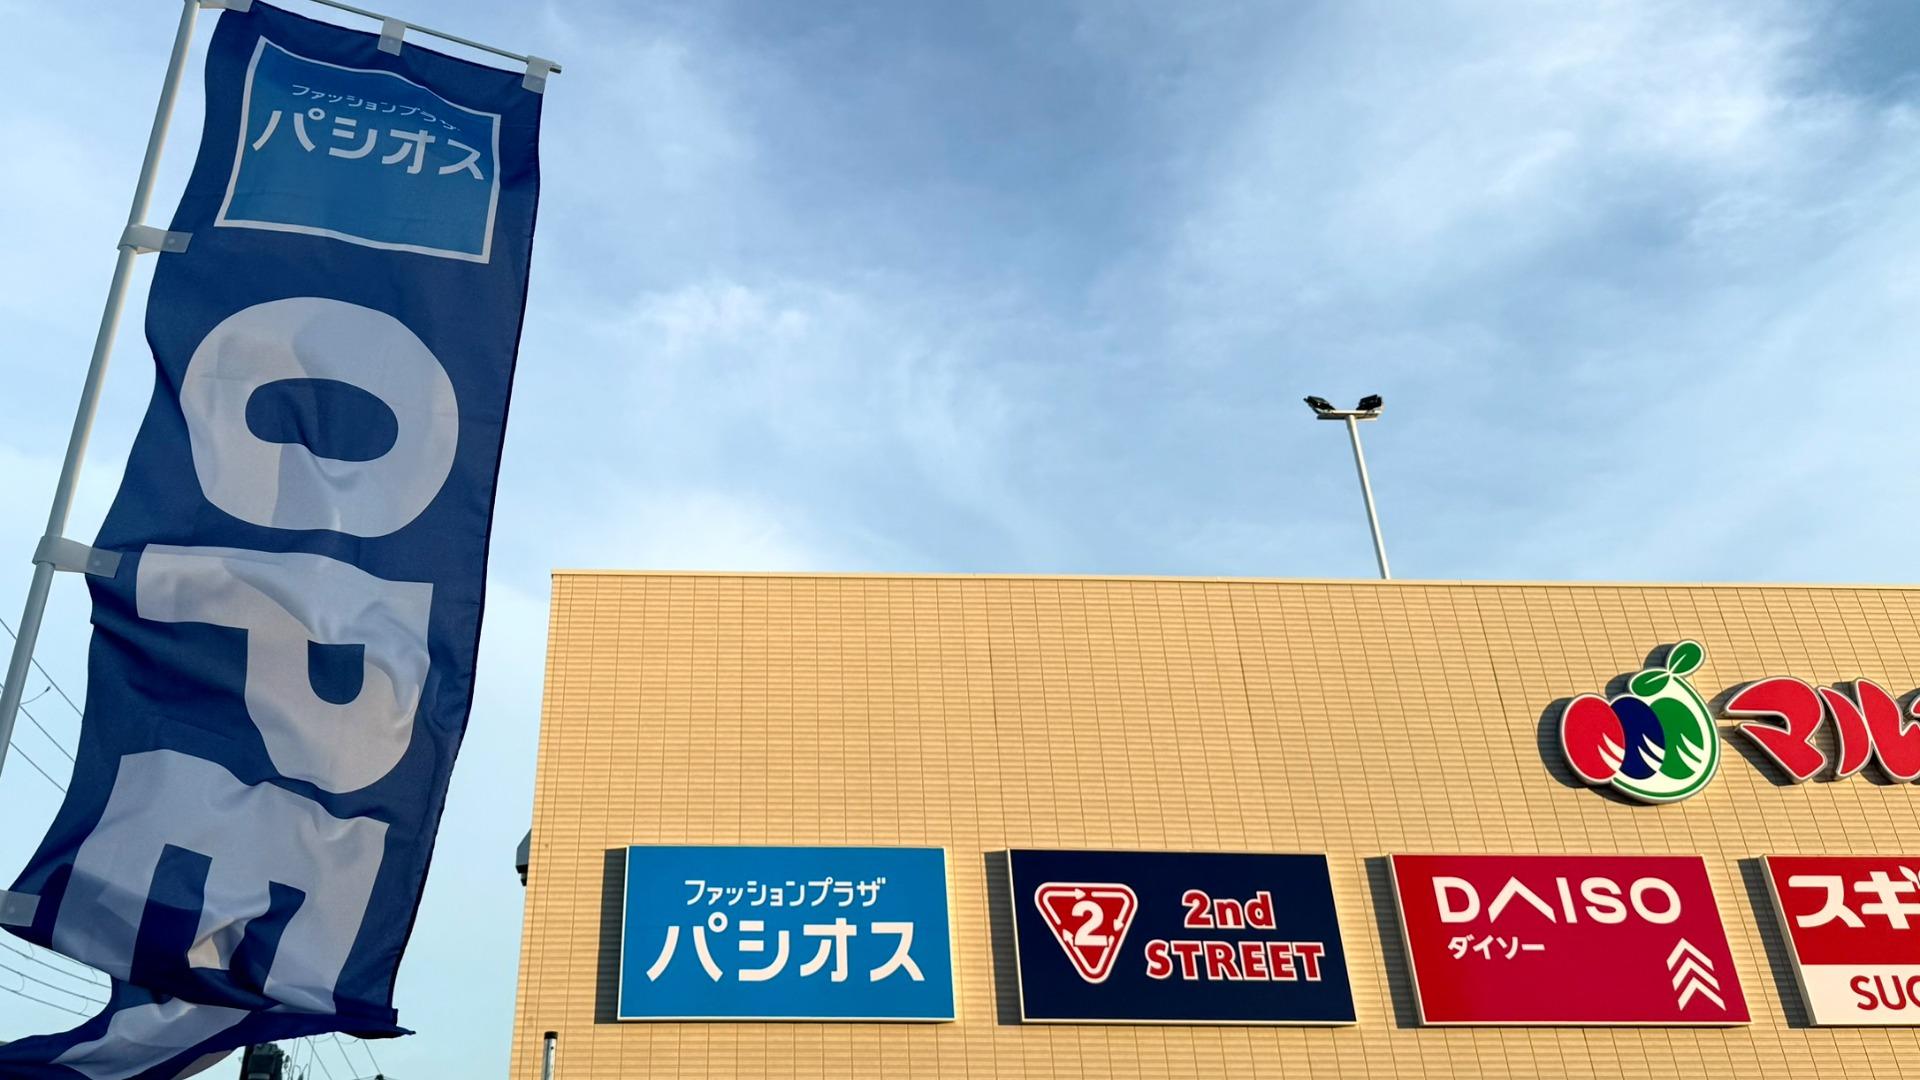 ファッションプラザ
パシオス
OPE
マル
ファッションプラザ
パシオス
2
2nd
STREET
DAISO
ダイソー
スギ
SUG